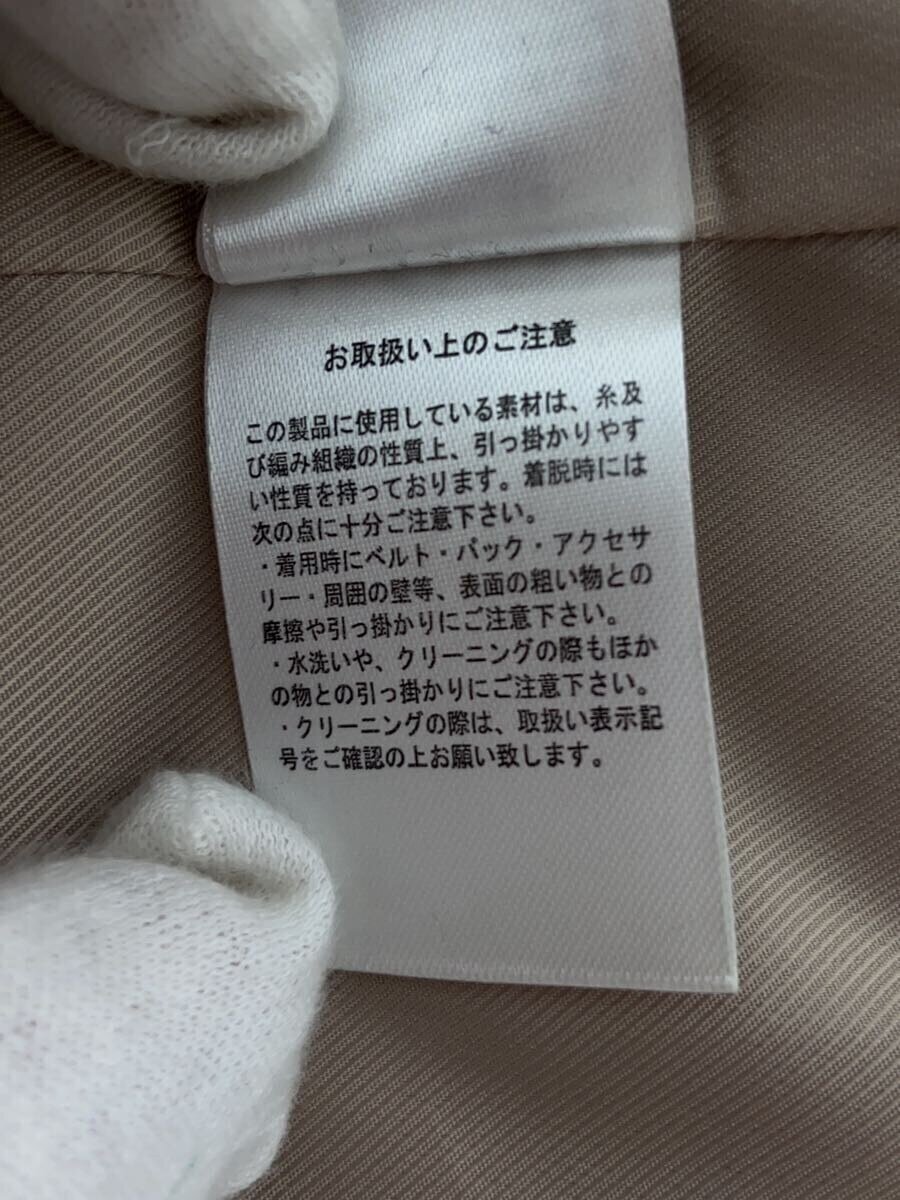 お取扱い上のご注意
この製品に使用している素材は、糸及
び編み組織の性質上、引っ掛かりやす
い性質を持っております。着脱時には
次の点に十分ご注意下さい。
・着用時にベルト・バック・アクセサ
リー・周囲の壁等、表面の粗い物との
摩擦や引っ掛かりにご注意下さい。
・水洗いや、クリーニングの際もほか
の物との引っ掛かりにご注意下さい。
・クリーニングの際は、取扱い表示記
号をご確認の上お願い致します。